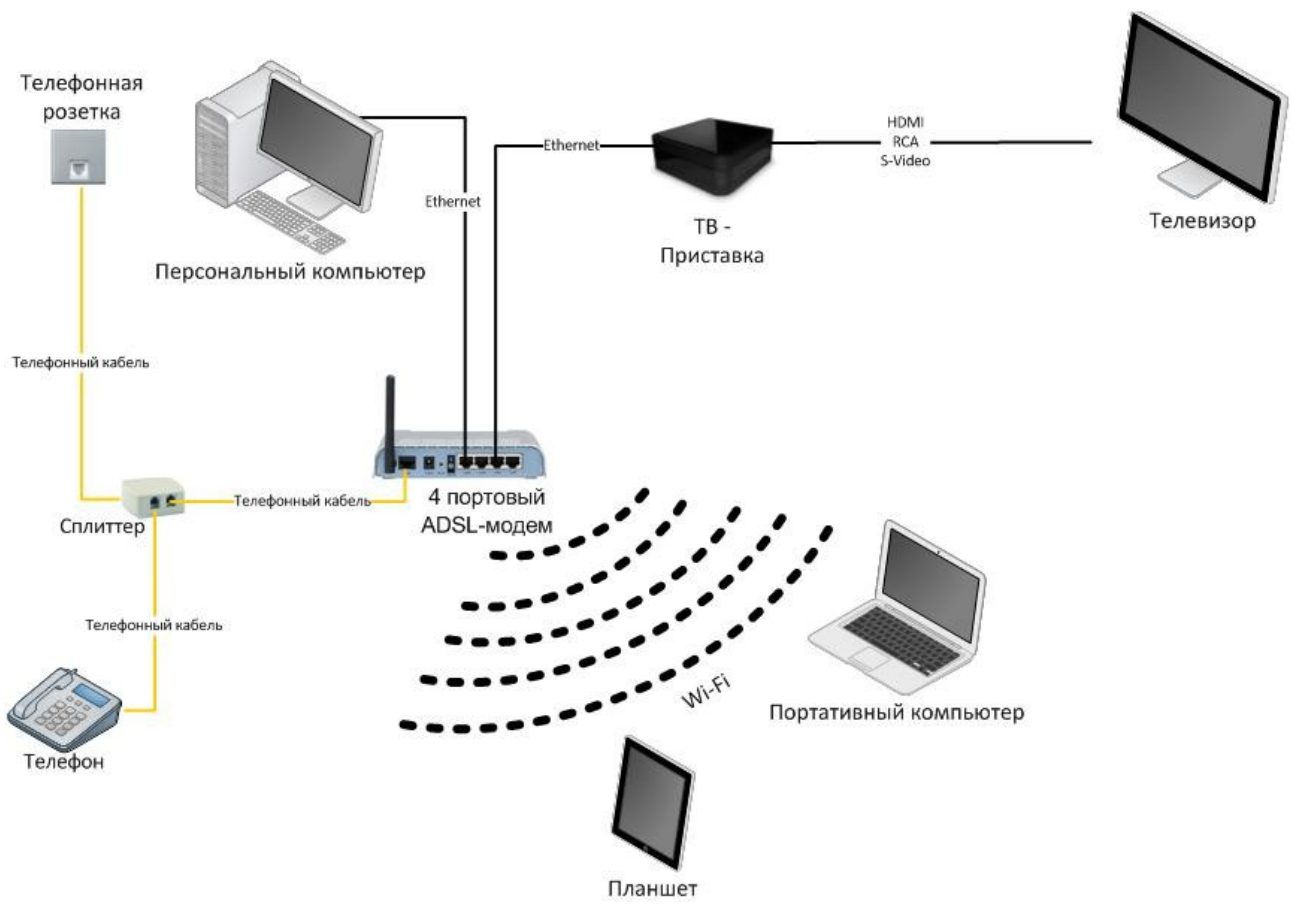 Телефонная
розетка
Персональный компьютер
Ethernet
Ethernet
ТВ -
Приставка
HDMI
RCA
S-Video
Телевизор
Телефонный кабель
Сплиттер
Телефонный кабель
4 портовый
ADSL-модем
Телефонный кабель
Телефон
Wi-Fi
Портативный компьютер
Планшет